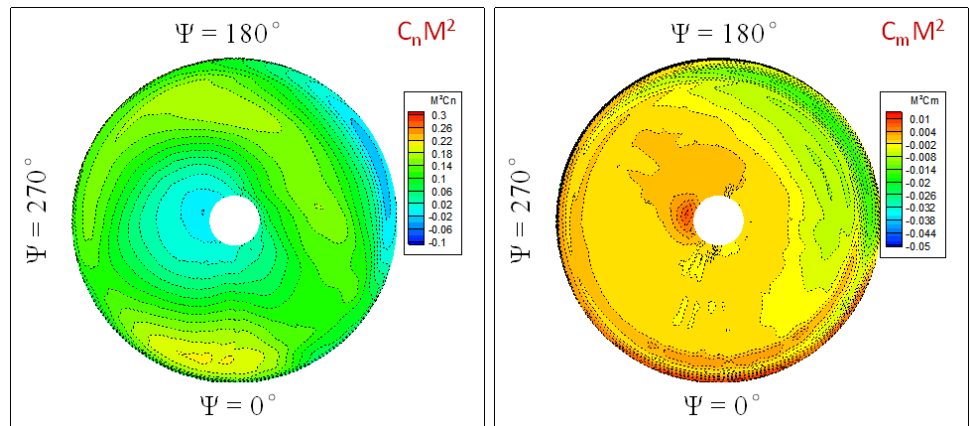 Ψ = 180°
CnM²
Ψ = 270°
M²Cn
0.3
0.26
0.22
0.18
0.14
0.1
0.06
0.02
-0.02
-0.06
-0.1
Ψ = 0°
Ψ = 180°
CmM²
Ψ = 270°
M²Cm
0.01
0.004
-0.002
-0.008
-0.014
-0.02
-0.026
-0.032
-0.038
-0.044
-0.05
Ψ = 0°